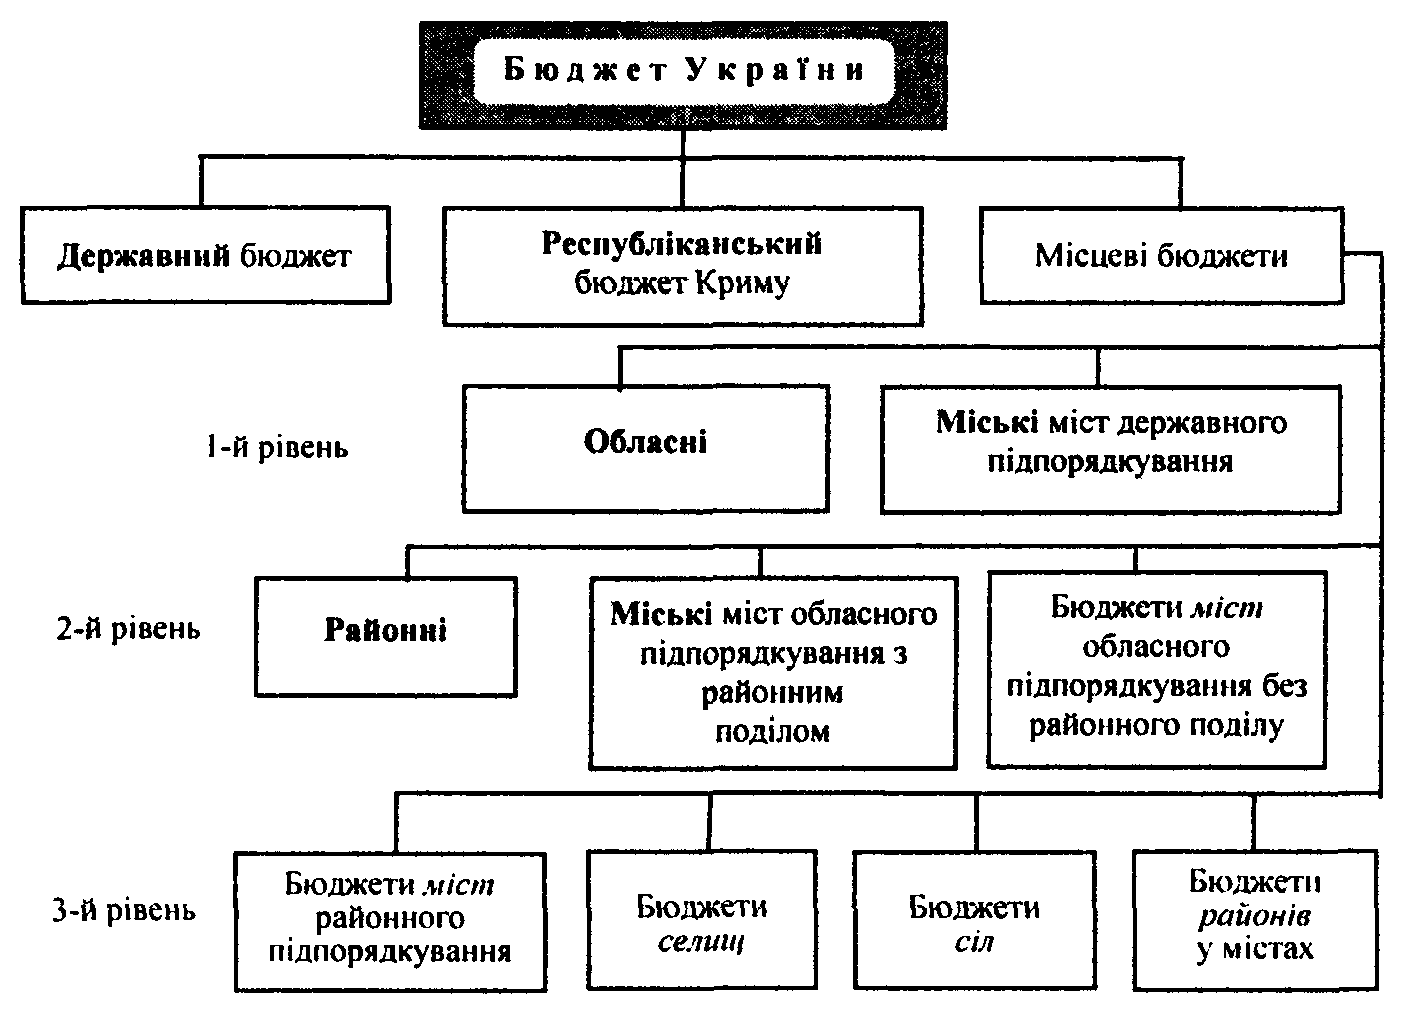 Бюджет України
Державний бюджет
Республіканський
бюджет Криму
Місцеві бюджети
1-й рівень
Обласні
Міські міст державного
підпорядкування
2-й рівень
Районні
Міські міст обласного
підпорядкування з
районним
поділом
Бюджети міст
обласного
підпорядкування без
районного поділу
3-й рівень
Бюджети міст
районного
підпорядкування
Бюджети
селищ
Бюджети
сіл
Бюджети
районів
у містах